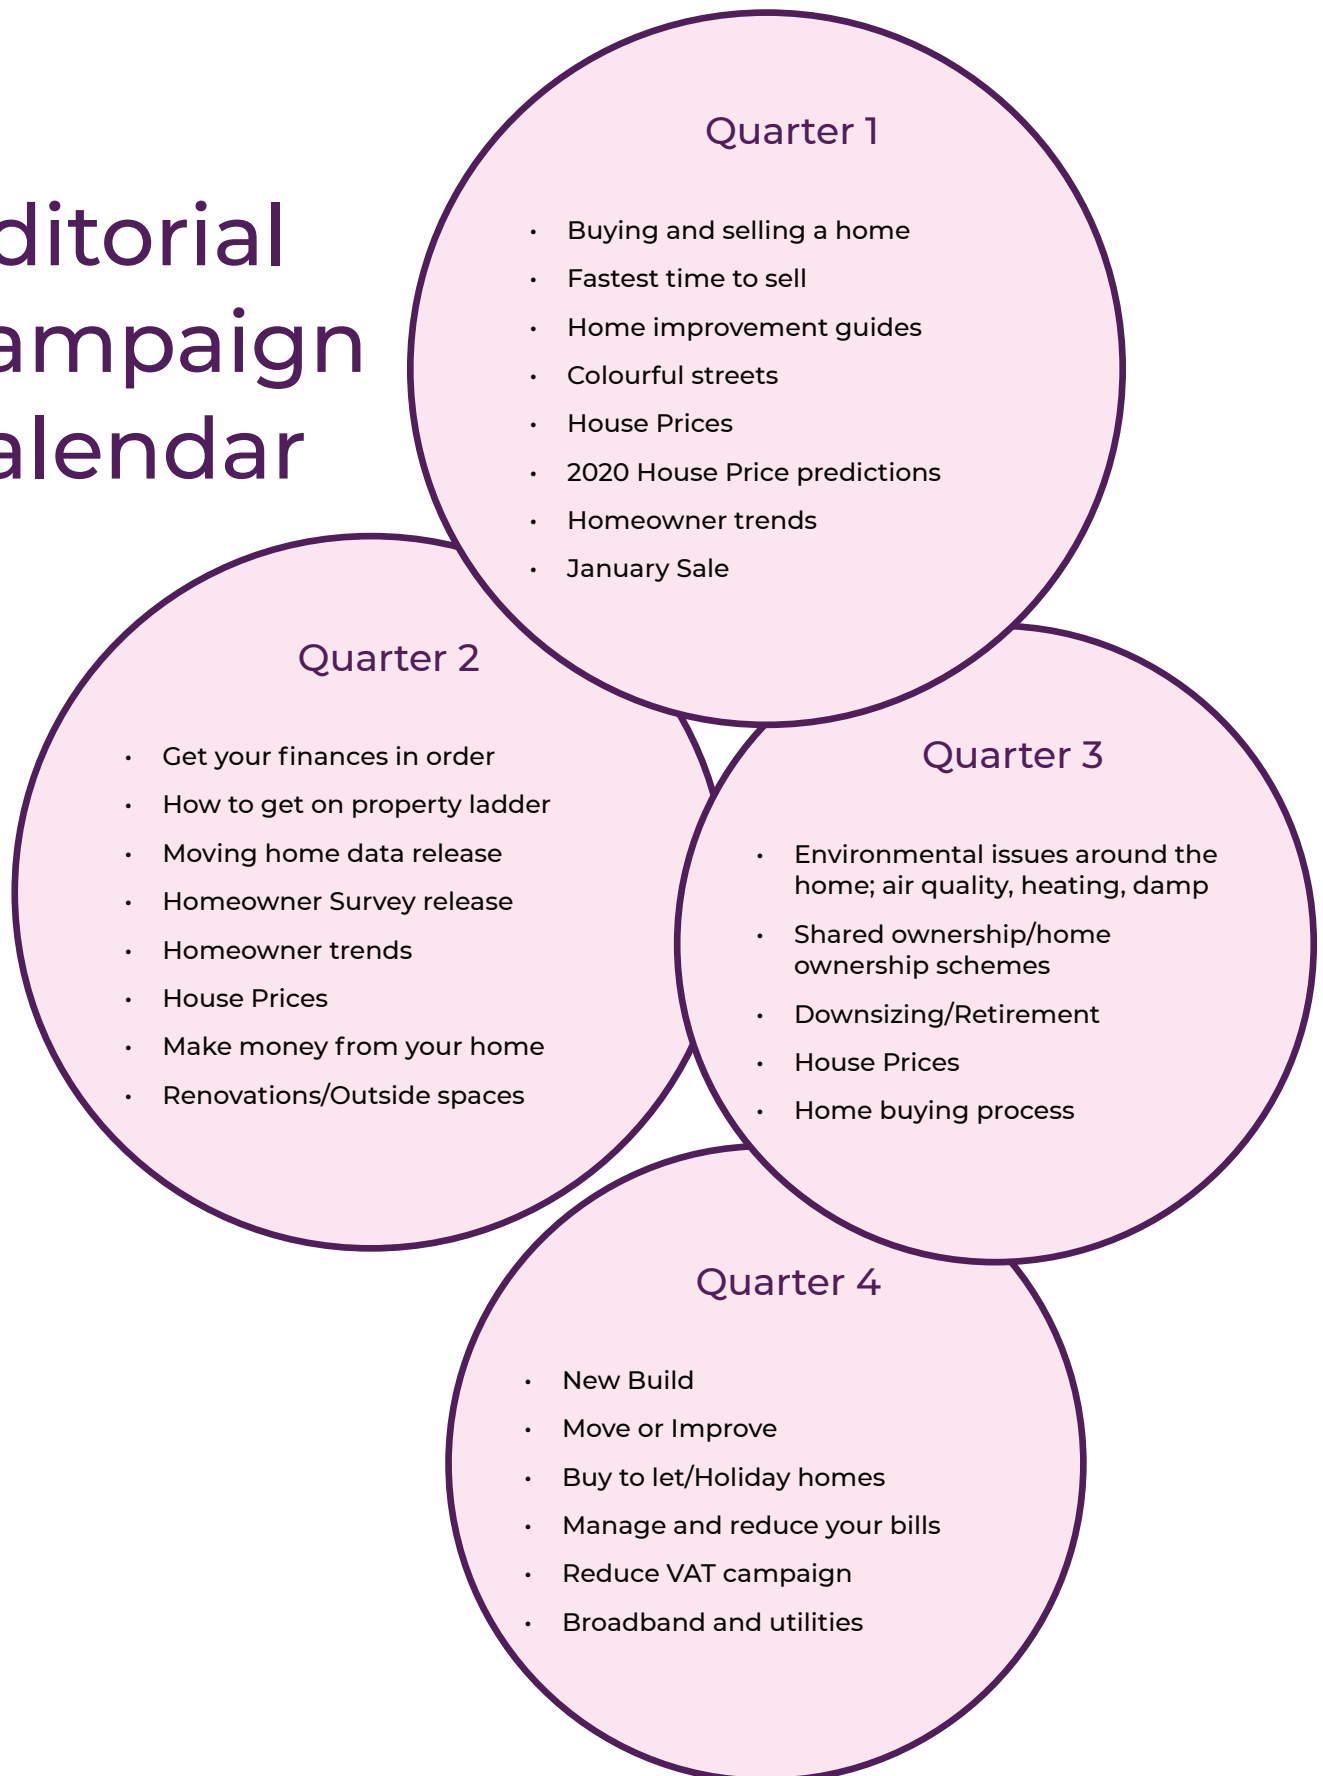 ditorial
ampaign
alendar
Quarter 1
• Buying and selling a home
• Fastest time to sell
• Home improvement guides
• Colourful streets
• House Prices
• 2020 House Price predictions
• Homeowner trends
• January Sale
Quarter 2
• Get your finances in order
• How to get on property ladder
• Moving home data release
• Homeowner Survey release
• Homeowner trends
• House Prices
• Make money from your home
• Renovations/Outside spaces
Quarter 3
• Environmental issues around the
home; air quality, heating, damp
• Shared ownership/home
ownership schemes
• Downsizing/Retirement
• House Prices
• Home buying process
Quarter 4
• New Build
• Move or Improve
• Buy to let/Holiday homes
• Manage and reduce your bills
• Reduce VAT campaign
• Broadband and utilities